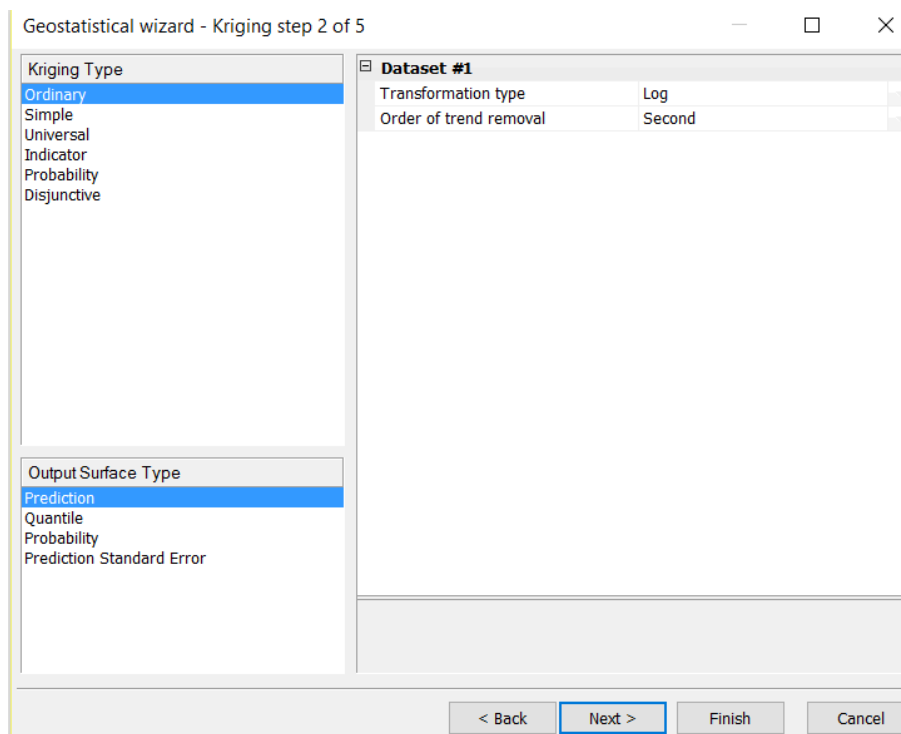 Geostatistical wizard - Kriging step 2 of 5
Kriging Type
Ordinary
Simple
Universal
Indicator
Probability
Disjunctive
Dataset #1
Transformation type Log
Order of trend removal Second
Output Surface Type
Prediction
Quantile
Probability
Prediction Standard Error
< Back Next > Finish Cancel